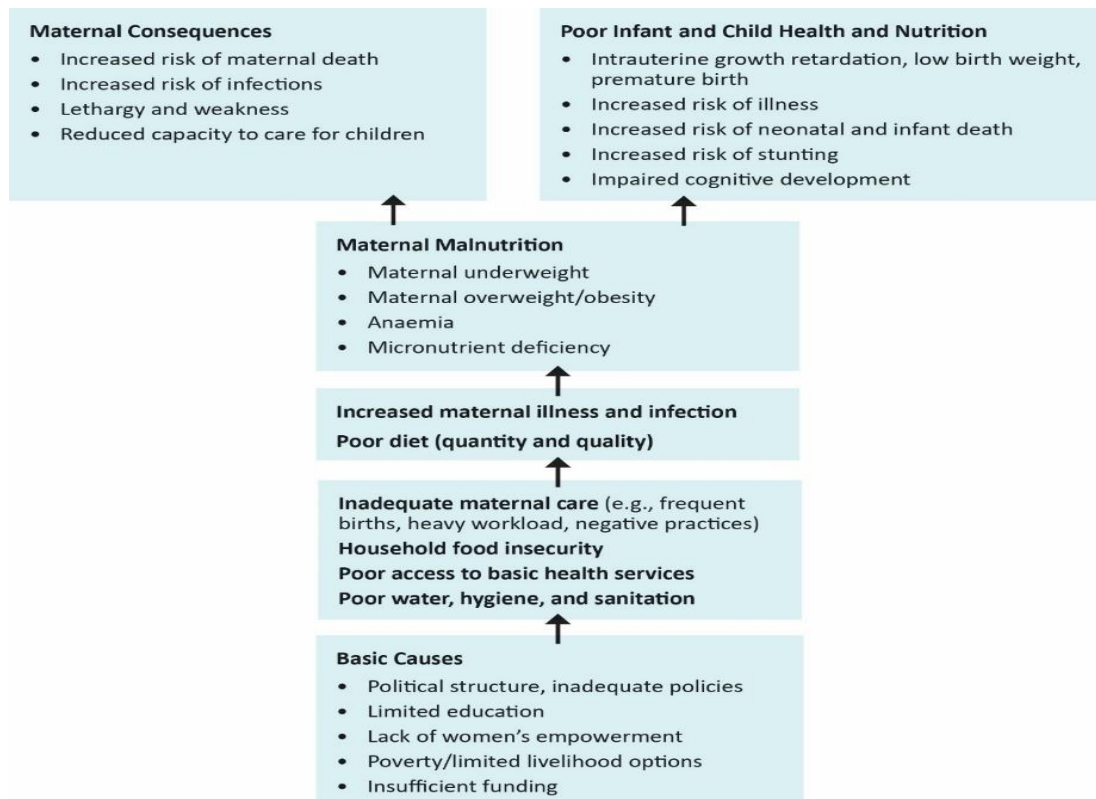 Maternal Consequences
• Increased risk of maternal death
• Increased risk of infections
• Lethargy and weakness
• Reduced capacity to care for children
Poor Infant and Child Health and Nutrition
• Intrauterine growth retardation, low birth weight,
premature birth
• Increased risk of illness
• Increased risk of neonatal and infant death
• Increased risk of stunting
• Impaired cognitive development
Maternal Malnutrition
• Maternal underweight
• Maternal overweight/obesity
• Anaemia
• Micronutrient deficiency
Increased maternal illness and infection
Poor diet (quantity and quality)
Inadequate maternal care (e.g., frequent
births, heavy workload, negative practices)
Household food insecurity
Poor access to basic health services
Poor water, hygiene, and sanitation
Basic Causes
• Political structure, inadequate policies
• Limited education
• Lack of women's empowerment
• Poverty/limited livelihood options
• Insufficient funding